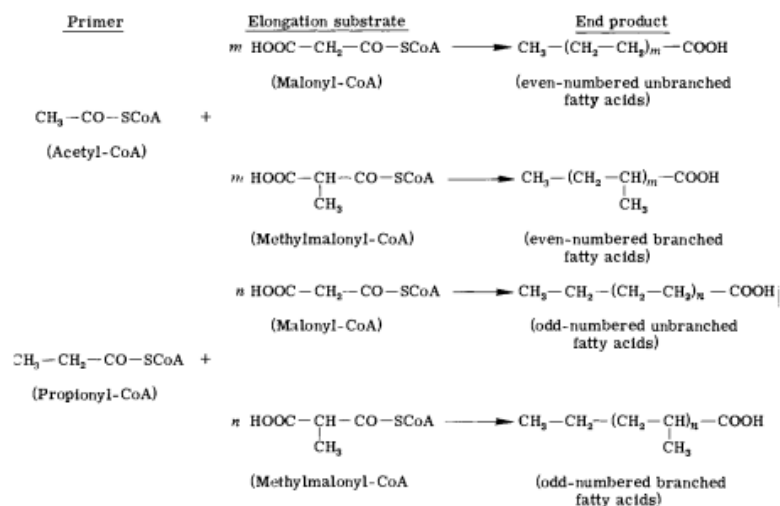 Primer Elongation substrate End product
m HOOC—CH₂—CO—SCoA ⟶ CH₃—(CH₂—CH₂)ₘ—COOH
(Malonyl-CoA) (even-numbered unbranched
fatty acids)
CH₃—CO—SCoA +
(Acetyl-CoA)
m HOOC—CH—CO—SCoA ⟶ CH₃—(CH₂—CH)ₘ—COOH
CH₃ CH₃
(Methylmalonyl-CoA) (even-numbered branched
fatty acids)
n HOOC—CH₂—CO—SCoA ⟶ CH₃—CH₂—(CH₂—CH₂)ₙ—COOH
(Malonyl-CoA) (odd-numbered unbranched
fatty acids)
CH₃—CH₂—CO—SCoA +
(Propionyl-CoA)
n HOOC—CH—CO—SCoA ⟶ CH₃—CH₂—(CH₂—CH)ₙ—COOH
CH₃ CH₃
(Methylmalonyl-CoA (odd-numbered branched
fatty acids)